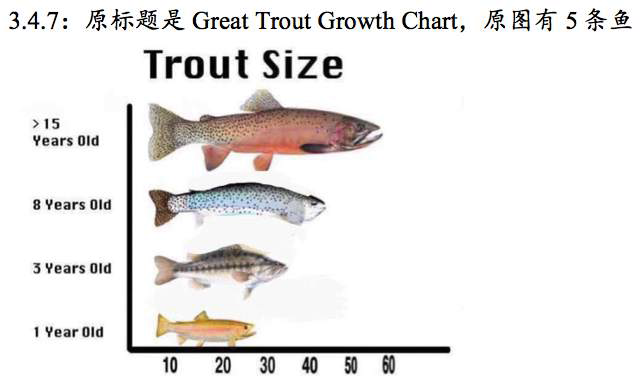 3.4.7：原标题是 Great Trout Growth Chart，原图有 5 条鱼
Trout Size
>15
Years Old
8 Years Old
3 Years Old
1 Year Old
10 20 30 40 50 60